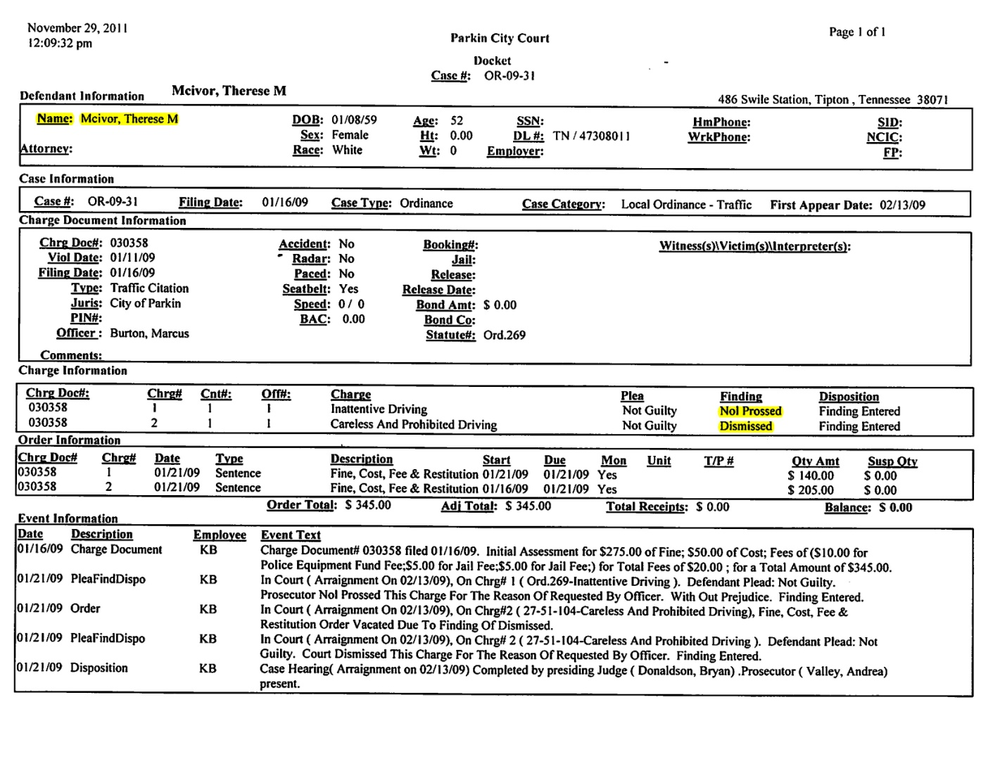 November 29, 2011
12:09:32 pm
Page 1 of 1
Parkin City Court
Docket
Case #: OR-09-31
Defendant Information Mcivor, Therese M 486 Swile Station, Tipton , Tennessee 38071
Name: Mcivor, Therese M DOB: 01/08/59 Age: 52 SSN: HmPhone: SID:
Sex: Female Ht: 0.00 DL #: TN / 47308011 WrkPhone: NCIC:
Attorney: Race: White Wt: 0 Employer: FP:
Case Information
Case #: OR-09-31 Filing Date: 01/16/09 Case Type: Ordinance Case Category: Local Ordinance - Traffic First Appear Date: 02/13/09
Charge Document Information
Chrg Doc#: 030358 Accident: No Booking#: Witness(s)\Victim(s)\Interpreter(s):
Viol Date: 01/11/09 Radar: No Jail:
Filing Date: 01/16/09 Paced: No Release:
Type: Traffic Citation Seatbelt: Yes Release Date:
Juris: City of Parkin Speed: 0 / 0 Bond Amt: $ 0.00
PIN#: BAC: 0.00 Bond Co:
Officer : Burton, Marcus Statute#: Ord.269
Comments:
Charge Information
Chrg Doc#: Chrg# Cnt#: Off#: Charge Plea Finding Disposition
030358 1 1 1 Inattentive Driving Not Guilty Nol Prossed Finding Entered
030358 2 1 1 Careless And Prohibited Driving Not Guilty Dismissed Finding Entered
Order Information
Chrg Doc# Chrg# Date Type Description Start Due Mon Unit T/P # Qty Amt Susp Qty
030358 1 01/21/09 Sentence Fine, Cost, Fee & Restitution 01/21/09 01/21/09 Yes $ 140.00 $ 0.00
030358 2 01/21/09 Sentence Fine, Cost, Fee & Restitution 01/16/09 01/21/09 Yes $ 205.00 $ 0.00
Order Total: $ 345.00 Adj Total: $ 345.00 Total Receipts: $ 0.00 Balance: $ 0.00
Event Information
Date Description Employee Event Text
01/16/09 Charge Document KB Charge Document# 030358 filed 01/16/09. Initial Assessment for $275.00 of Fine; $50.00 of Cost; Fees of ($10.00 for
Police Equipment Fund Fee;$5.00 for Jail Fee;$5.00 for Jail Fee;) for Total Fees of $20.00 ; for a Total Amount of $345.00.
01/21/09 PleaFindDispo KB In Court ( Arraignment On 02/13/09), On Chrg# 1 ( Ord.269-Inattentive Driving ). Defendant Plead: Not Guilty.
Prosecutor Nol Prossed This Charge For The Reason Of Requested By Officer. With Out Prejudice. Finding Entered.
01/21/09 Order KB In Court ( Arraignment On 02/13/09), On Chrg#2 ( 27-51-104-Careless And Prohibited Driving), Fine, Cost, Fee &
Restitution Order Vacated Due To Finding Of Dismissed.
01/21/09 PleaFindDispo KB In Court ( Arraignment On 02/13/09), On Chrg# 2 ( 27-51-104-Careless And Prohibited Driving ). Defendant Plead: Not
Guilty. Court Dismissed This Charge For The Reason Of Requested By Officer. Finding Entered.
01/21/09 Disposition KB Case Hearing( Arraignment on 02/13/09) Completed by presiding Judge ( Donaldson, Bryan) .Prosecutor ( Valley, Andrea)
present.